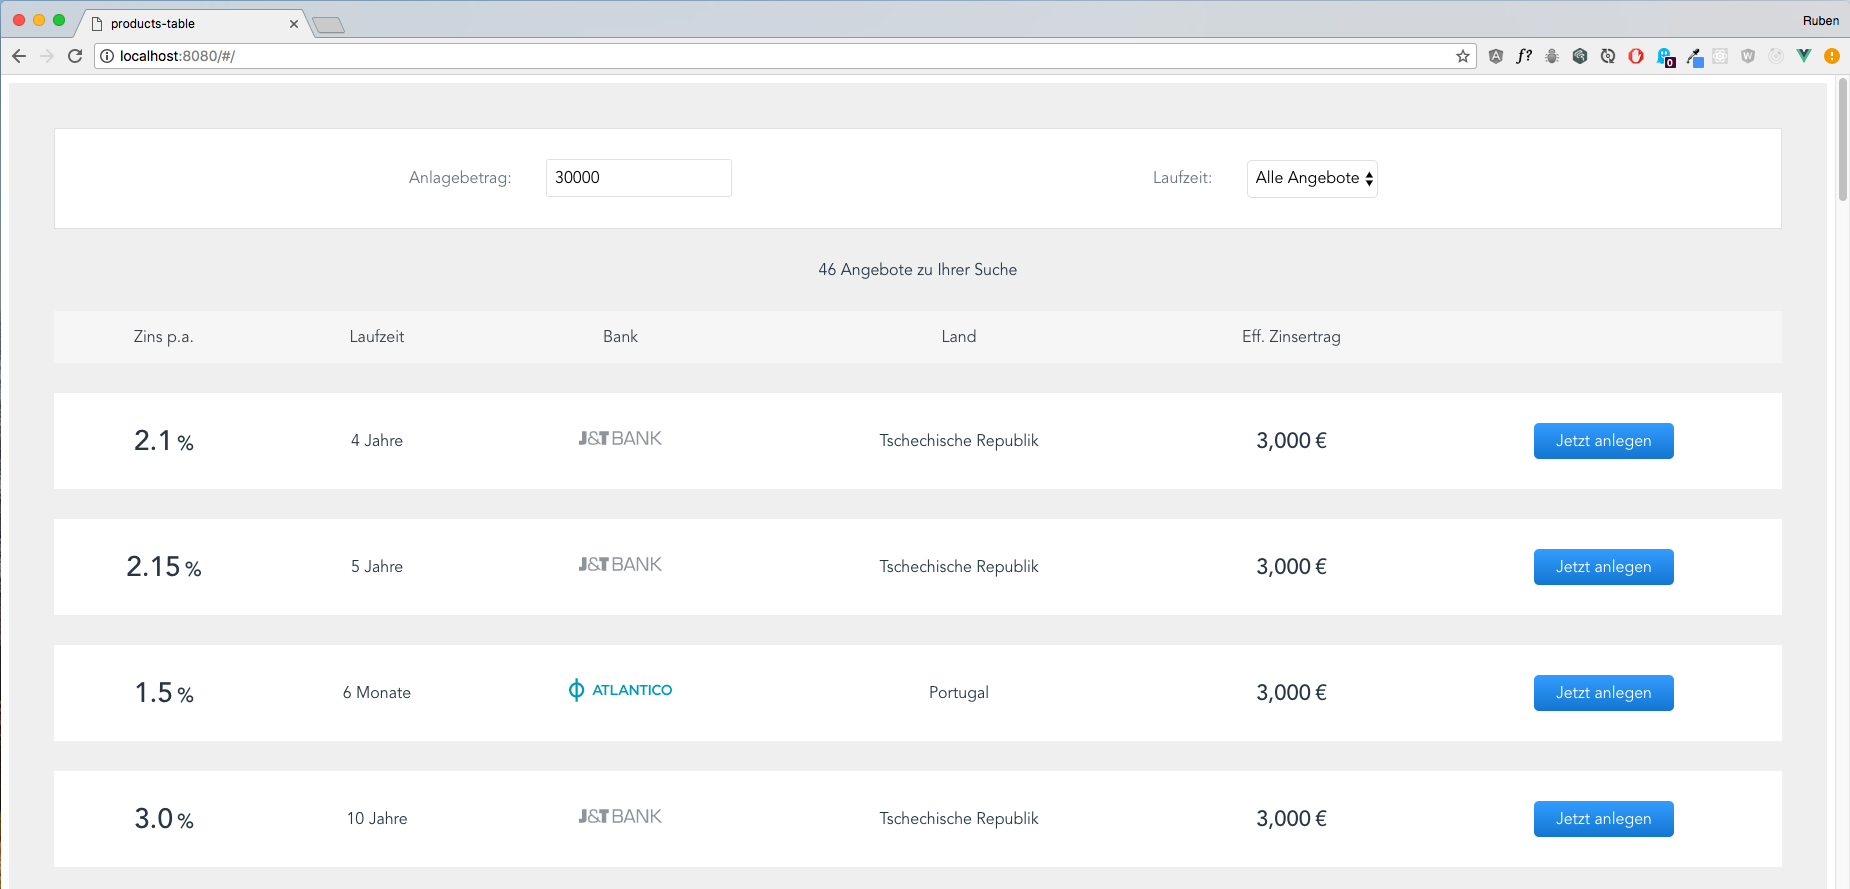 products-table
Ruben
localhost:8080/#/
Anlagebetrag: 30000 Laufzeit: Alle Angebote
46 Angebote zu Ihrer Suche
Zins p.a. Laufzeit Bank Land Eff. Zinsertrag
2.1 % 4 Jahre J&T BANK Tschechische Republik 3,000 € Jetzt anlegen
2.15 % 5 Jahre J&T BANK Tschechische Republik 3,000 € Jetzt anlegen
1.5 % 6 Monate ATLANTICO Portugal 3,000 € Jetzt anlegen
3.0 % 10 Jahre J&T BANK Tschechische Republik 3,000 € Jetzt anlegen